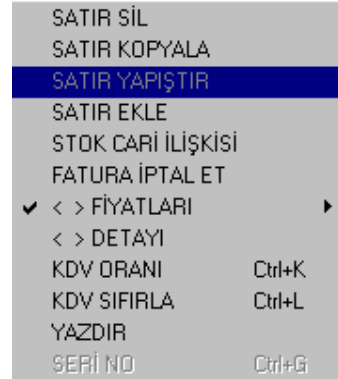 SATIR SİL
SATIR KOPYALA
SATIR YAPIŞTIR
SATIR EKLE
STOK CARİ İLİŞKİSİ
FATURA İPTAL ET
< > FİYATLARI
< > DETAYI
KDV ORANI Ctrl+K
KDV SIFIRLA Ctrl+L
YAZDIR
SERİ NO Ctrl+G